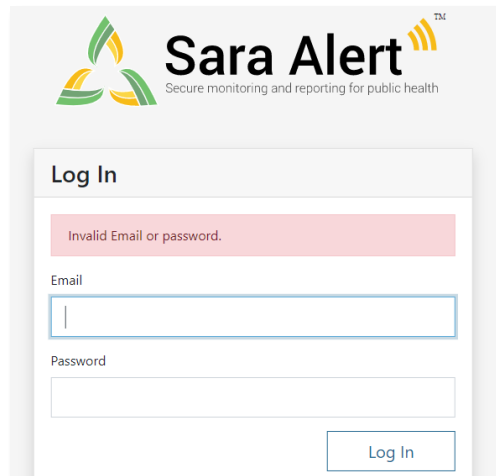 Sara Alert™
Secure monitoring and reporting for public health
Log In
Invalid Email or password.
Email
Password
Log In